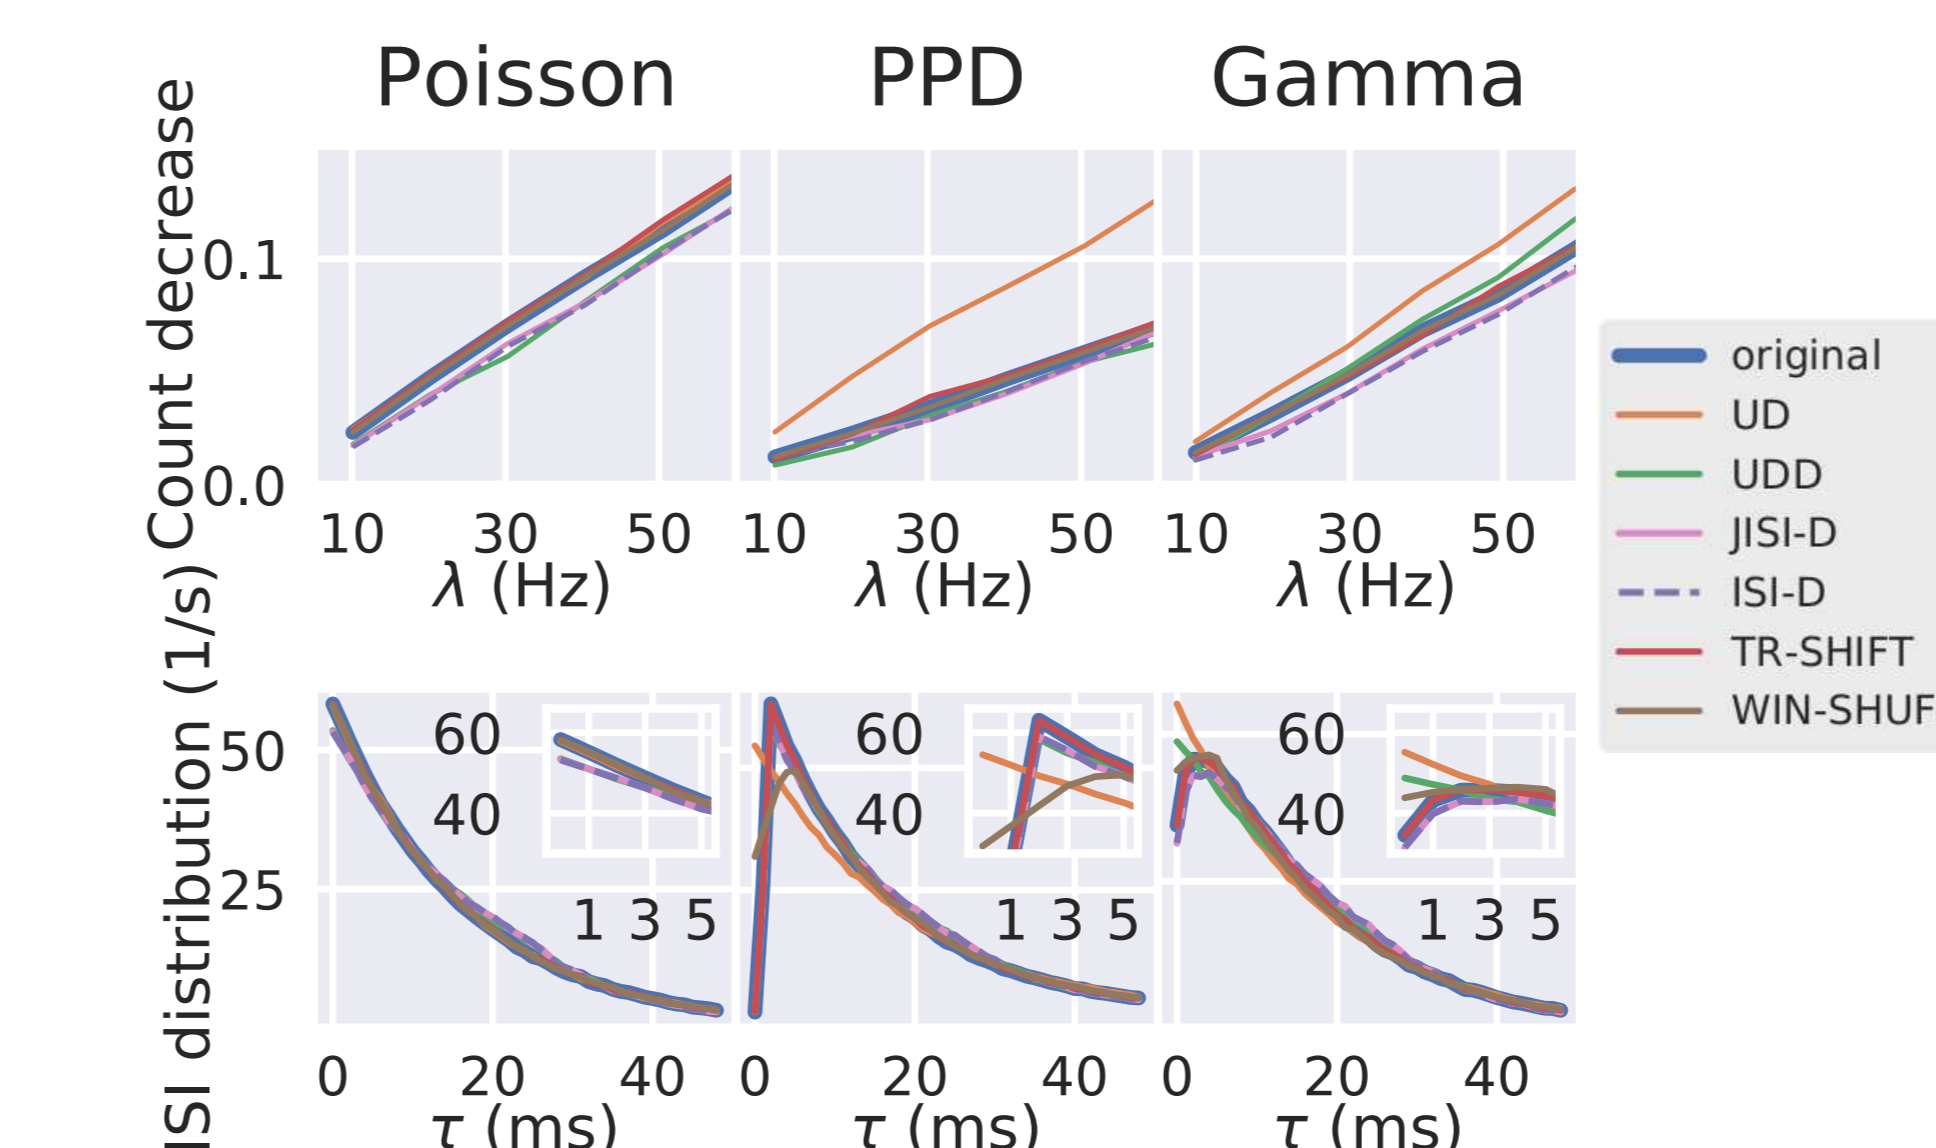 Poisson PPD Gamma
Count decrease
0.1
0.0
10 30 50 10 30 50 10 30 50
λ (Hz) λ (Hz) λ (Hz)
original
UD
UDD
JISI-D
ISI-D
TR-SHIFT
WIN-SHUF
ISI distribution (1/s)
50
25
60 60 60
40 40 40
1 3 5 1 3 5 1 3 5
0 20 40 0 20 40 0 20 40
τ (ms) τ (ms) τ (ms)